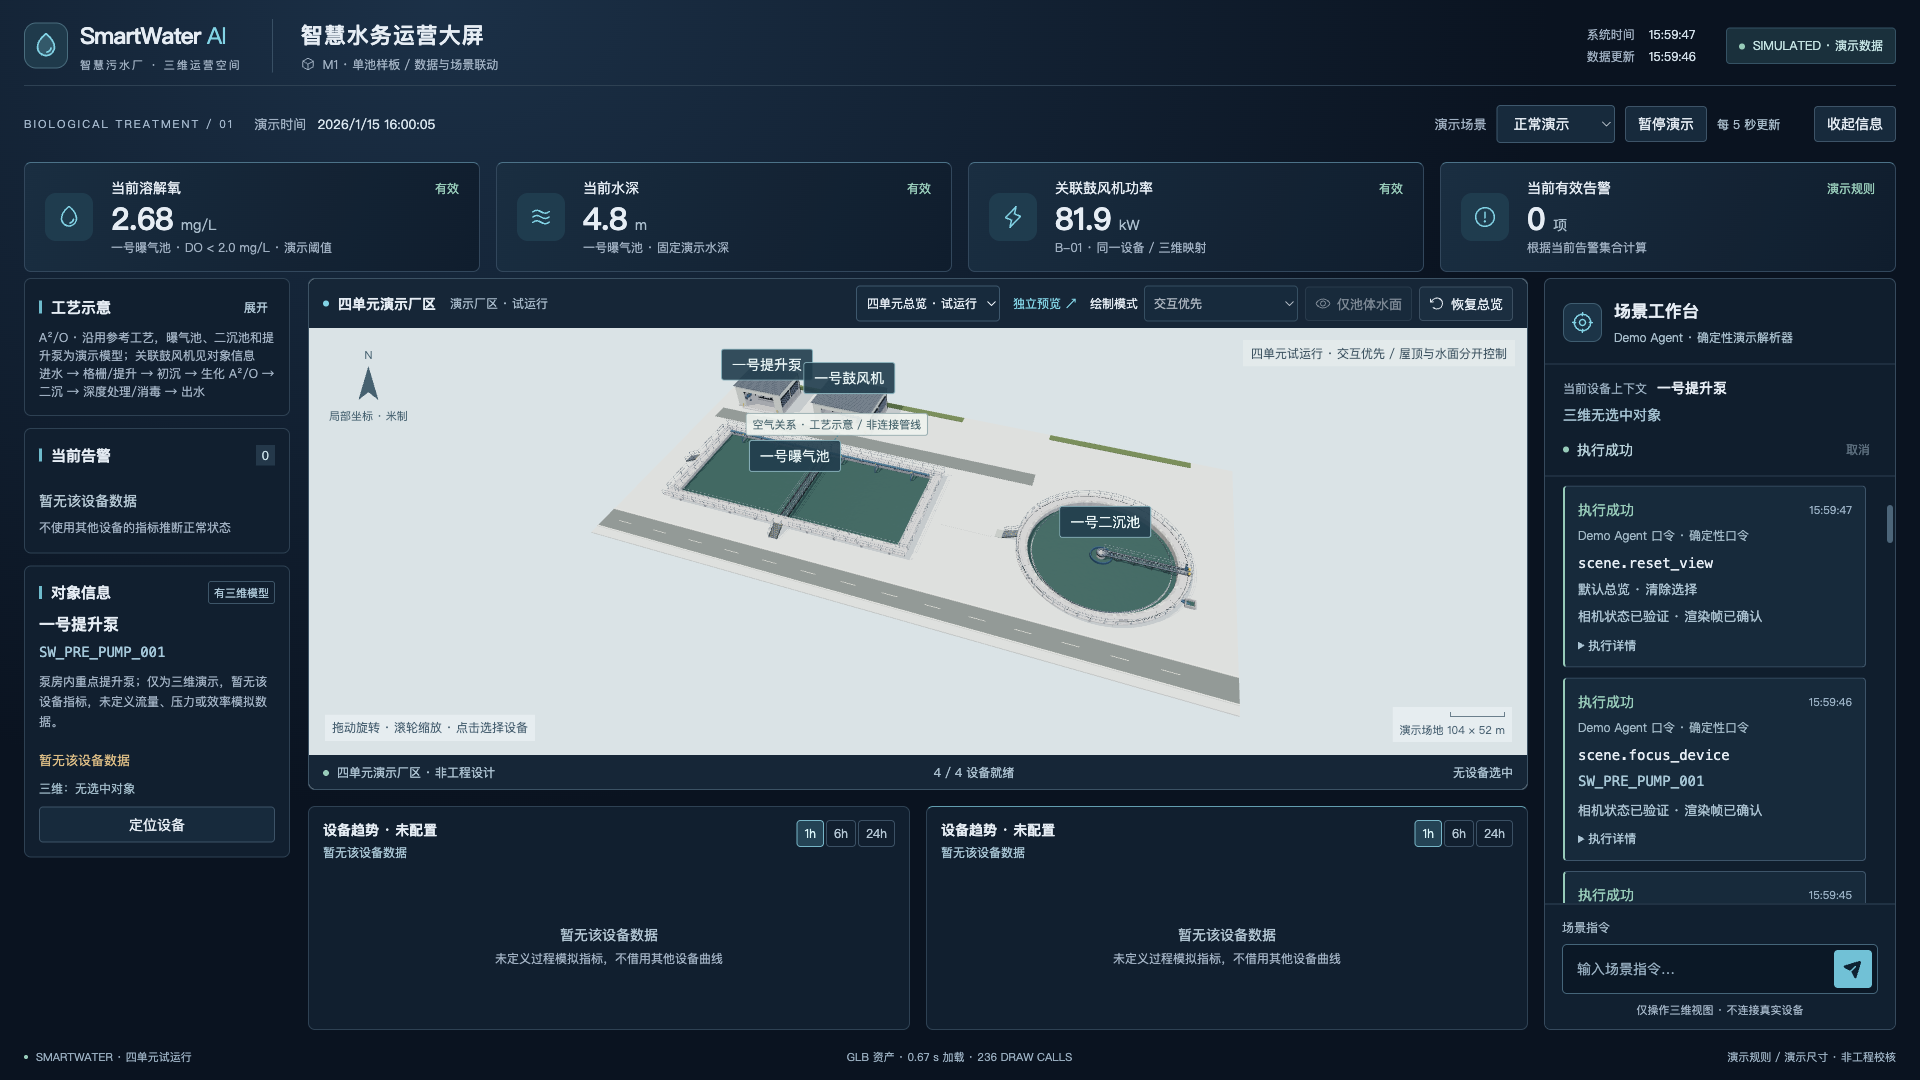 SmartWater AI
智慧污水厂 · 三维运营空间
智慧水务运营大屏
M1 · 单池样板 / 数据与场景联动
系统时间 15:59:47
数据更新 15:59:46
SIMULATED · 演示数据
BIOLOGICAL TREATMENT / 01
演示时间 2026/1/15 16:00:05
演示场景
正常演示
暂停演示
每 5 秒更新
收起信息
当前溶解氧
有效
2.68 mg/L
一号曝气池 · DO < 2.0 mg/L · 演示阈值
当前水深
有效
4.8 m
一号曝气池 · 固定演示水深
关联鼓风机功率
有效
81.9 kW
B-01 · 同一设备 / 三维映射
当前有效告警
演示规则
0 项
根据当前告警集合计算
工艺示意
展开
A²/O · 沿用参考工艺，曝气池、二沉池和提
升泵为演示模型；关联鼓风机见对象信息
进水 → 格栅/提升 → 初沉 → 生化 A²/O →
二沉 → 深度处理/消毒 → 出水
当前告警
0
暂无该设备数据
不使用其他设备的指标推断正常状态
对象信息
有三维模型
一号提升泵
SW_PRE_PUMP_001
泵房内重点提升泵；仅为三维演示，暂无该
设备指标，未定义流量、压力或效率模拟数
据。
暂无该设备数据
三维：无选中对象
定位设备
四单元演示厂区
演示厂区 · 试运行
四单元总览 · 试运行
独立预览 ↗
绘制模式
交互优先
仅池体水面
恢复总览
N
局部坐标 · 米制
四单元试运行 · 交互优先 / 屋顶与水面分开控制
一号提升泵
一号鼓风机
空气关系 · 工艺示意 / 非连接管线
一号曝气池
一号二沉池
拖动旋转 · 滚轮缩放 · 点击选择设备
演示场地 104 × 52 m
四单元演示厂区 · 非工程设计
4 / 4 设备就绪
无设备选中
设备趋势 · 未配置
暂无该设备数据
1h
6h
24h
暂无该设备数据
未定义过程模拟指标，不借用其他设备曲线
设备趋势 · 未配置
暂无该设备数据
1h
6h
24h
暂无该设备数据
未定义过程模拟指标，不借用其他设备曲线
场景工作台
Demo Agent · 确定性演示解析器
当前设备上下文 一号提升泵
三维无选中对象
执行成功
取消
执行成功
15:59:47
Demo Agent 口令 · 确定性口令
scene.reset_view
默认总览 · 清除选择
相机状态已验证 · 渲染帧已确认
执行详情
执行成功
15:59:46
Demo Agent 口令 · 确定性口令
scene.focus_device
SW_PRE_PUMP_001
相机状态已验证 · 渲染帧已确认
执行详情
执行成功
15:59:45
场景指令
输入场景指令...
仅操作三维视图 · 不连接真实设备
SMARTWATER · 四单元试运行
GLB 资产 · 0.67 s 加载 · 236 DRAW CALLS
演示规则 / 演示尺寸 · 非工程校核